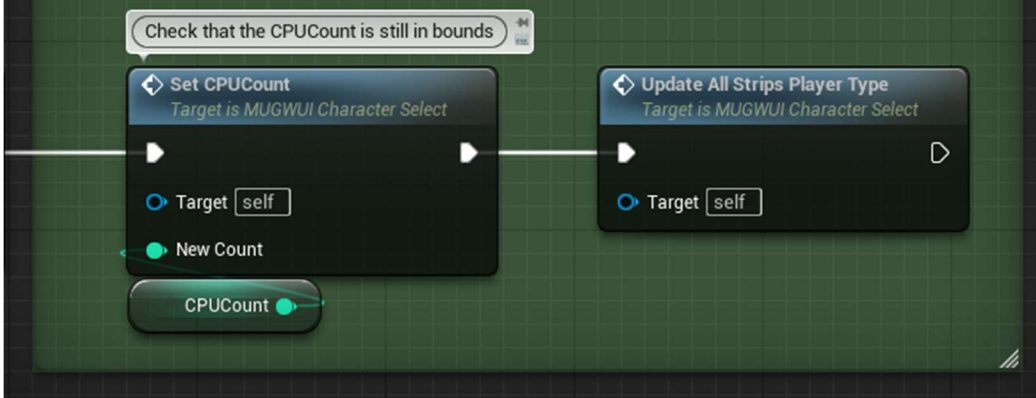 Check that the CPUCount is still in bounds
Set CPUCount
Target is MUGWUI Character Select
Target self
New Count
CPUCount
Update All Strips Player Type
Target is MUGWUI Character Select
Target self